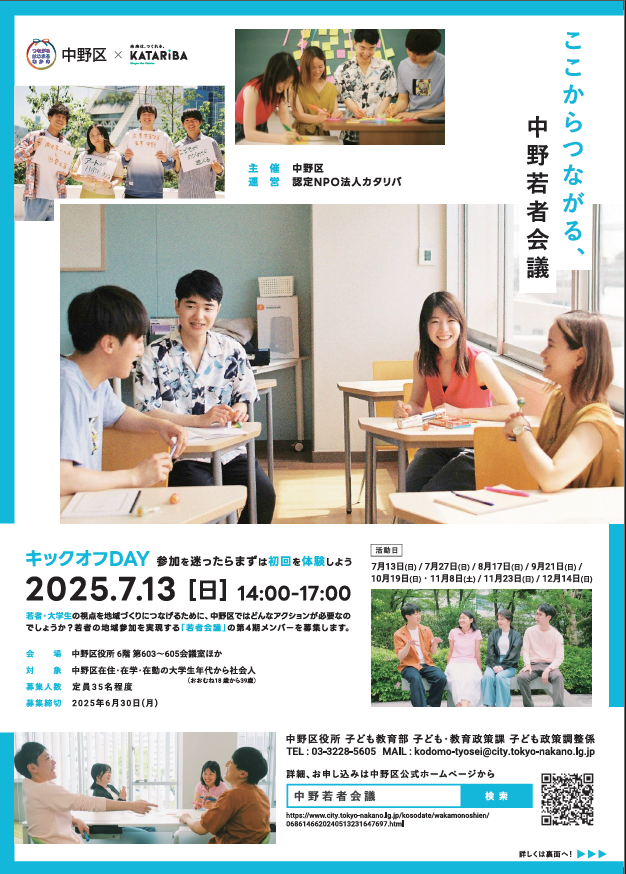 つながる
はじまる
なかの
中野区 × 未来は、つくれる。
KATARiBA
主 催 中野区
運 営 認定NPO法人カタリバ
ここからつながる、
中野若者会議
キックオフDAY 参加を迷ったらまずは初回を体験しよう
2025.7.13 [日] 14:00-17:00
若者・大学生の視点を地域づくりにつなげるために、中野区ではどんなアクションが必要なの
でしょうか？若者の地域参加を実現する「若者会議」の第4期メンバーを募集します。
会 場 中野区役所 6階 第603〜605会議室ほか
対 象 中野区在住・在学・在勤の大学生年代から社会人
（おおむね18歳から39歳）
募集人数 定員35名程度
募集締切 2025年6月30日(月)
活動日
7月13日(日) / 7月27日(日) / 8月17日(日) / 9月21日(日) /
10月19日(日)・11月8日(土) / 11月23日(日) / 12月14日(日)
中野区役所 子ども教育部 子ども・教育政策課 子ども政策調整係
TEL : 03-3228-5605 MAIL : kodomo-tyosei@city.tokyo-nakano.lg.jp
詳細、お申し込みは中野区公式ホームページから
中野若者会議 検索
https://www.city.tokyo-nakano.lg.jp/kosodate/wakamonoshien/
0686146620240513231647697.html
詳しくは裏面へ！